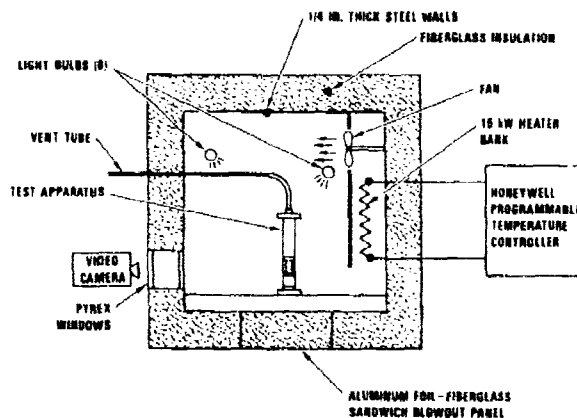 1/4 IN. THICK STEEL WALLS
FIBERGLASS INSULATION
LIGHT BULBS (8)
FAN
VENT TUBE
15 kW HEATER
BANK
TEST APPARATUS
HONEYWELL
PROGRAMMABLE
TEMPERATURE
CONTROLLER
VIDEO
CAMERA
PYREX
WINDOWS
ALUMINUM FOIL-FIBERGLASS
SANDWICH BLOWOUT PANEL